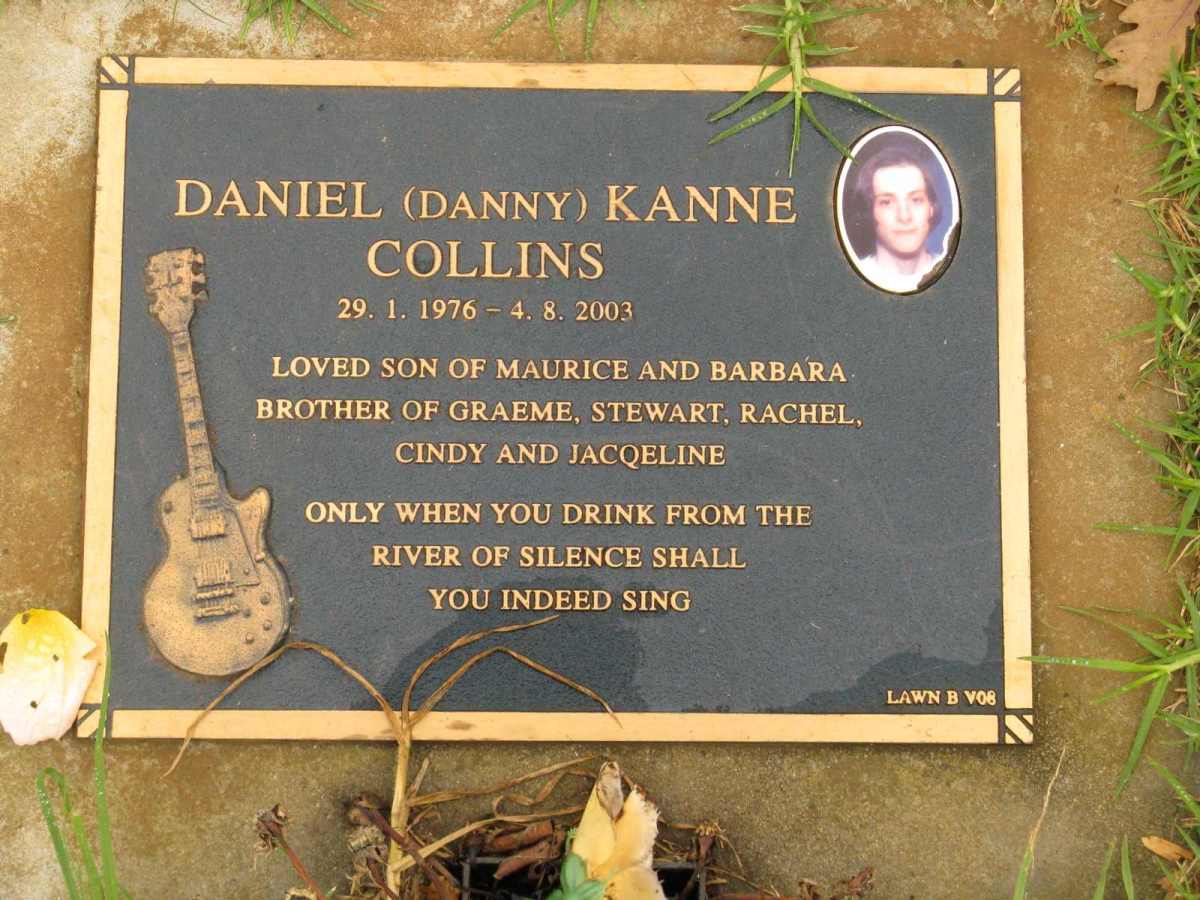 DANIEL (DANNY) KANNE
COLLINS
29. 1. 1976 – 4. 8. 2003
LOVED SON OF MAURICE AND BARBARA
BROTHER OF GRAEME, STEWART, RACHEL,
CINDY AND JACQELINE
ONLY WHEN YOU DRINK FROM THE
RIVER OF SILENCE SHALL
YOU INDEED SING
LAWN B V08